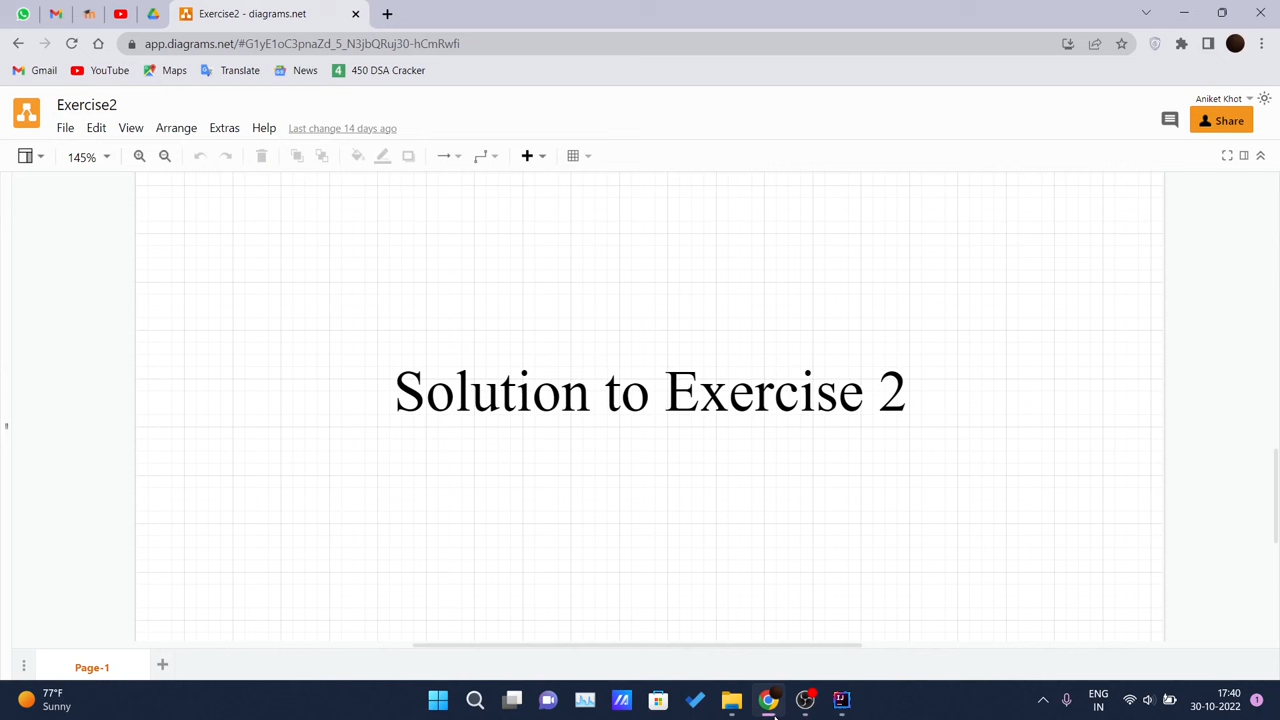 Exercise2 - diagrams.net
app.diagrams.net/#G1yE1oC3pnaZd_5_N3jbQRuj30-hCmRwfi
Gmail YouTube Maps Translate News 4 450 DSA Cracker
Exercise2
Aniket Khot
File Edit View Arrange Extras Help Last change 14 days ago
Share
145%
Solution to Exercise 2
Page-1
77°F
Sunny
ENG
IN
17:40
30-10-2022
1